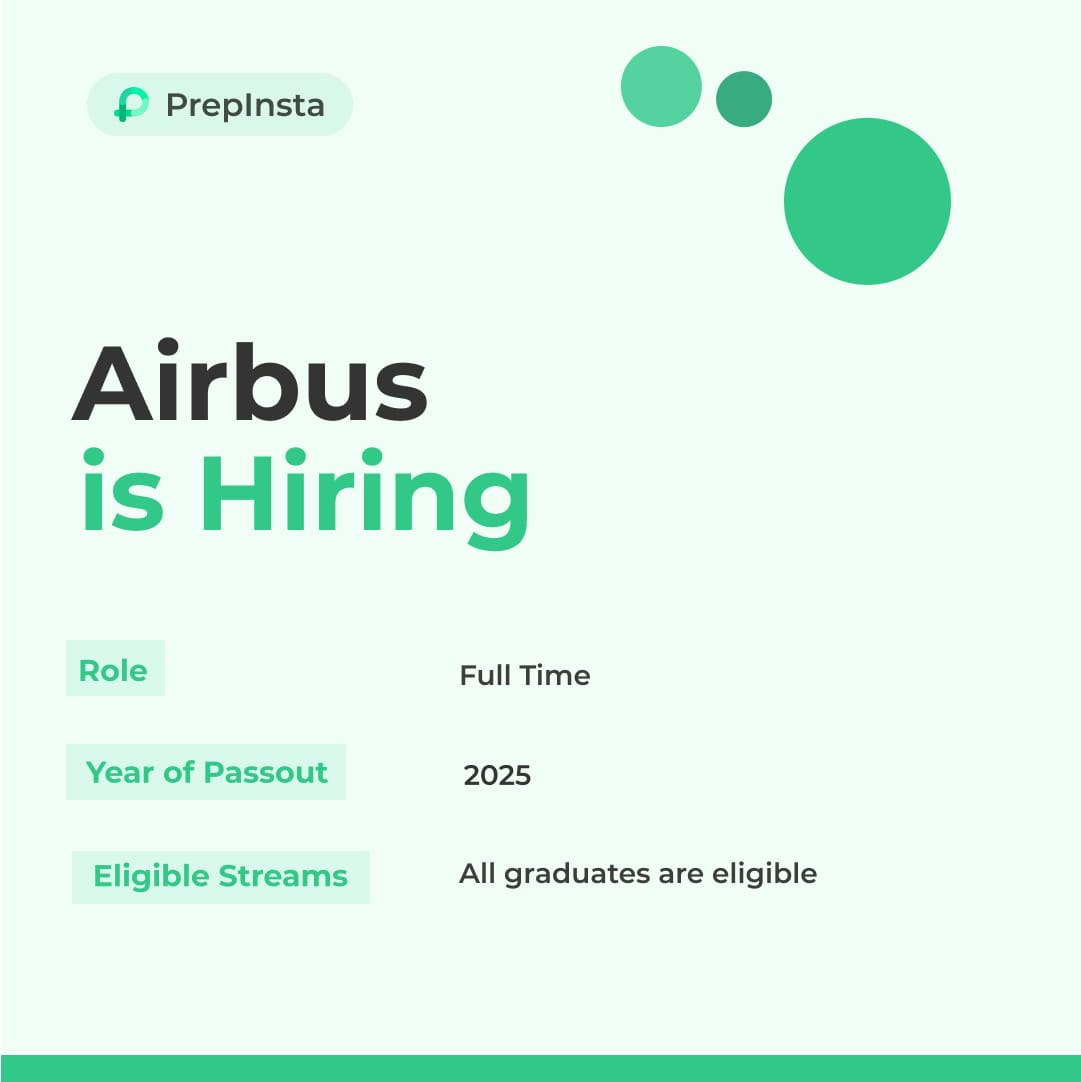 PrepInsta
Airbus
is Hiring
Role
Full Time
Year of Passout
2025
Eligible Streams
All graduates are eligible